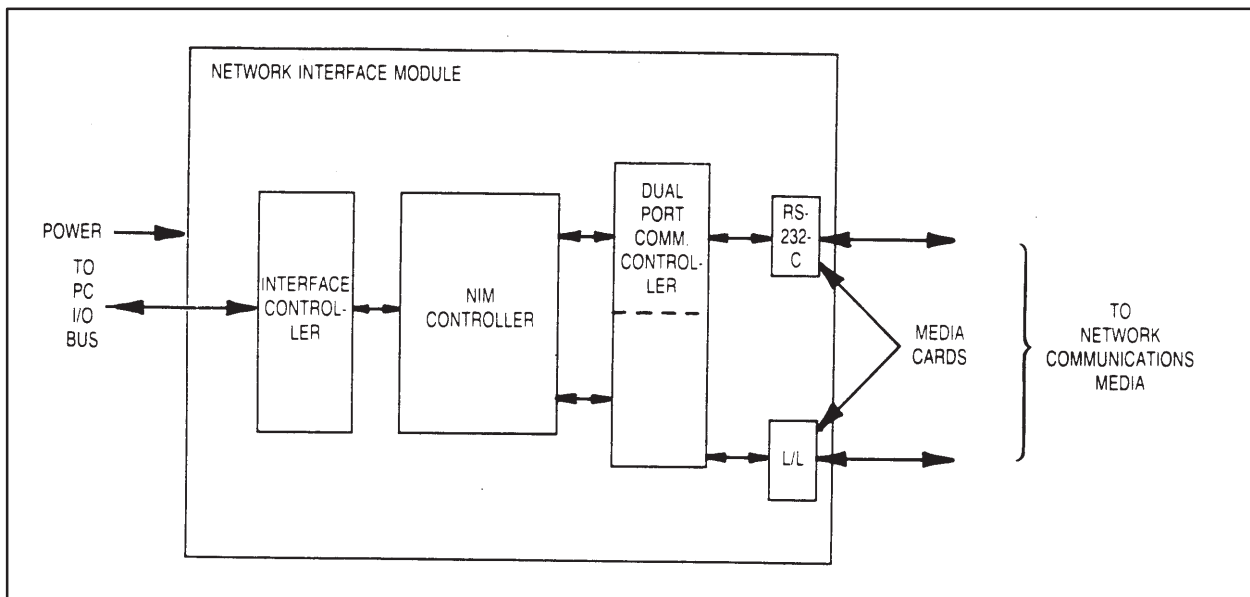 NETWORK INTERFACE MODULE
POWER
TO
PC
I/O
BUS
INTERFACE
CONTROL-
LER
NIM
CONTROLLER
DUAL
PORT
COMM.
CONTROL-
LER
RS-
232-
C
L/L
MEDIA
CARDS
TO
NETWORK
COMMUNICATIONS
MEDIA